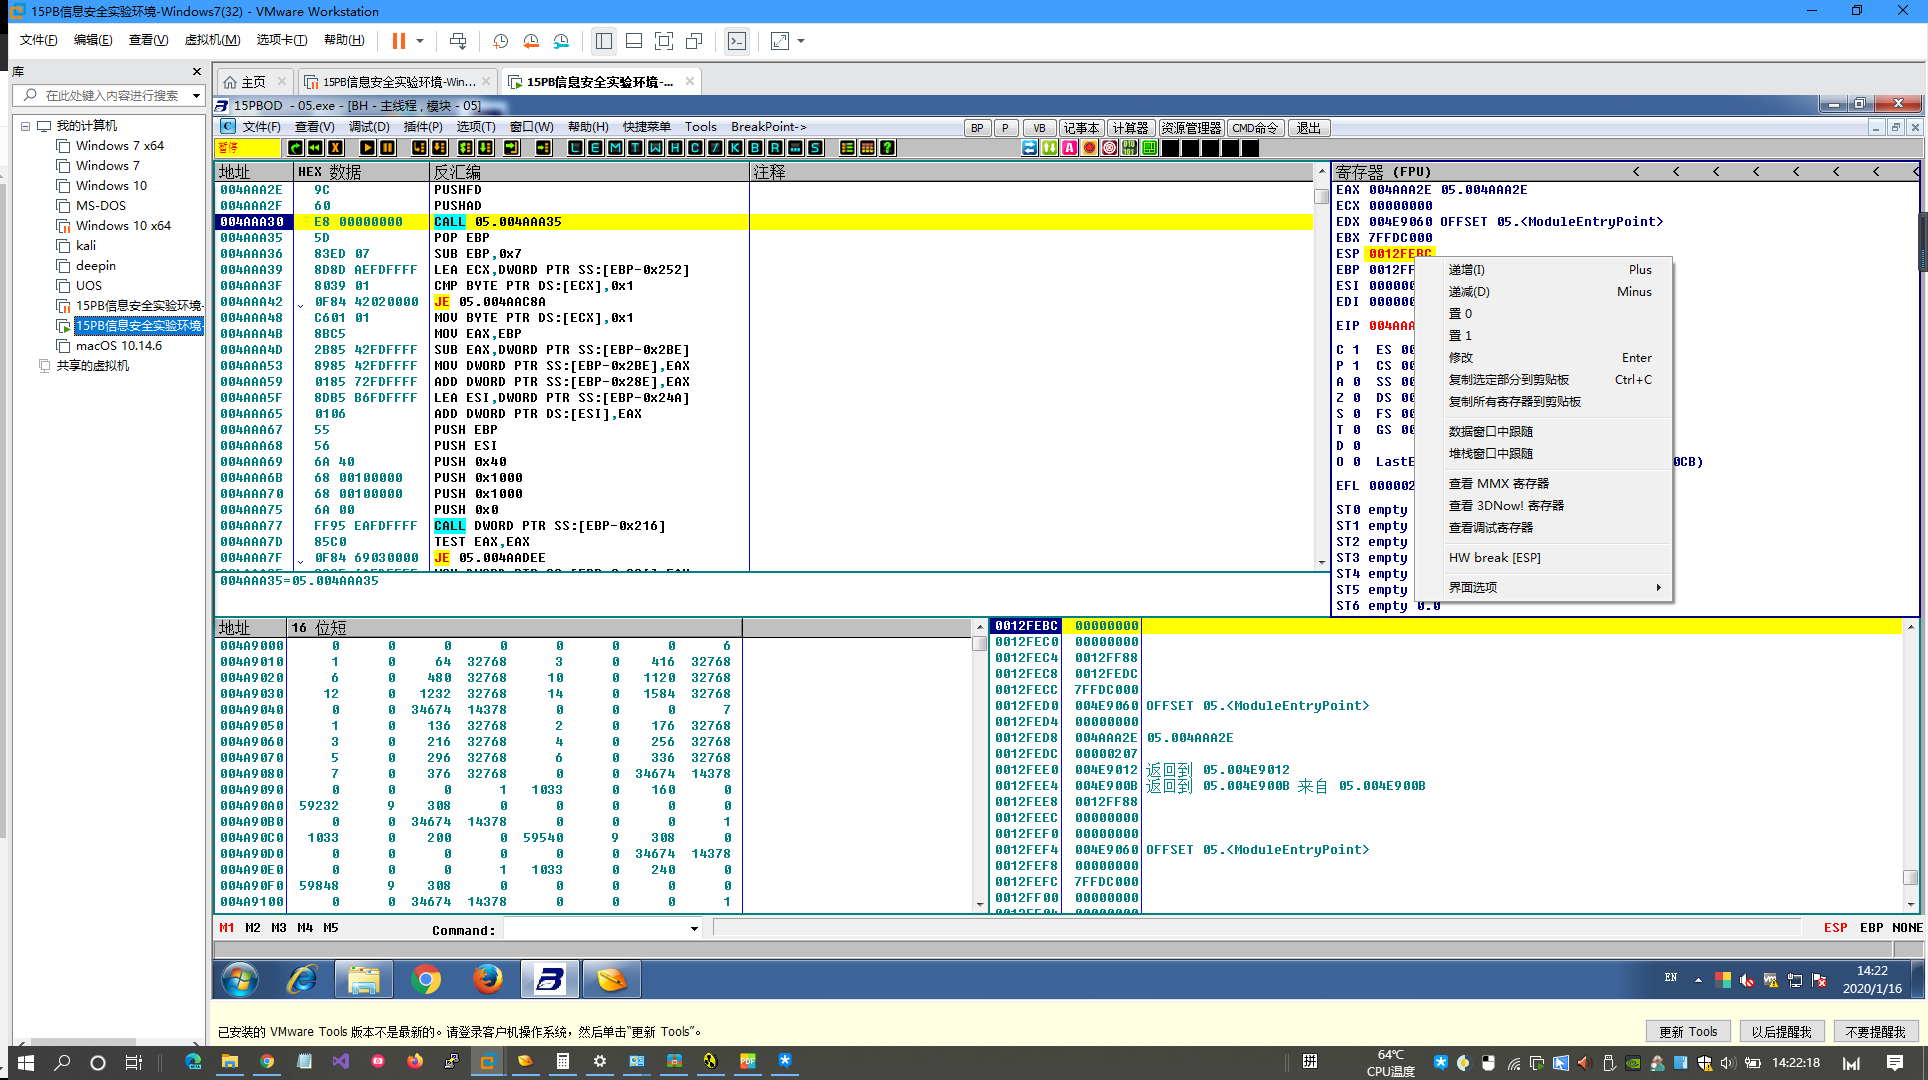 15PB信息安全实验环境-Windows7(32) - VMware Workstation
文件(F) 编辑(E) 查看(V) 虚拟机(M) 选项卡(T) 帮助(H)
库
在此处键入内容进行搜索
我的计算机
Windows 7 x64
Windows 7
Windows 10
MS-DOS
Windows 10 x64
kali
deepin
UOS
15PB信息安全实验环境-
15PB信息安全实验环境-
macOS 10.14.6
共享的虚拟机
主页 15PB信息安全实验环境-Win... 15PB信息安全实验环境-...
15PBOD - 05.exe - [BH - 主线程, 模块 - 05]
文件(F) 查看(V) 调试(D) 插件(P) 选项(T) 窗口(W) 帮助(H) 快捷菜单 Tools BreakPoint-> BP P VB 记事本 计算器 资源管理器 CMD命令 退出
暂停 L E M T W H C / K B R ... S
地址 HEX 数据 反汇编 注释
004AAA2E 9C PUSHFD
004AAA2F 60 PUSHAD
004AAA30 E8 00000000 CALL 05.004AAA35
004AAA35 5D POP EBP
004AAA36 83ED 07 SUB EBP,0x7
004AAA39 8D8D AEFDFFFF LEA ECX,DWORD PTR SS:[EBP-0x252]
004AAA3F 8039 01 CMP BYTE PTR DS:[ECX],0x1
004AAA42 0F84 42020000 JE 05.004AAC8A
004AAA48 C601 01 MOV BYTE PTR DS:[ECX],0x1
004AAA4B 8BC5 MOV EAX,EBP
004AAA4D 2B85 42FDFFFF SUB EAX,DWORD PTR SS:[EBP-0x2BE]
004AAA53 8985 42FDFFFF MOV DWORD PTR SS:[EBP-0x2BE],EAX
004AAA59 0185 72FDFFFF ADD DWORD PTR SS:[EBP-0x28E],EAX
004AAA5F 8DB5 B6FDFFFF LEA ESI,DWORD PTR SS:[EBP-0x24A]
004AAA65 0106 ADD DWORD PTR DS:[ESI],EAX
004AAA67 55 PUSH EBP
004AAA68 56 PUSH ESI
004AAA69 6A 40 PUSH 0x40
004AAA6B 68 00100000 PUSH 0x1000
004AAA70 68 00100000 PUSH 0x1000
004AAA75 6A 00 PUSH 0x0
004AAA77 FF95 EAFDFFFF CALL DWORD PTR SS:[EBP-0x216]
004AAA7D 85C0 TEST EAX,EAX
004AAA7F 0F84 69030000 JE 05.004AADEE
004AAA35=05.004AAA35
寄存器 (FPU) < < < < < < < <
EAX 004AAA2E 05.004AAA2E
ECX 00000000
EDX 004E9060 OFFSET 05.<ModuleEntryPoint>
EBX 7FFDC000
ESP 0012FEBC
EBP 0012FF
ESI 000000
EDI 000000
EIP 004AAA
C 1 ES 00
P 1 CS 00
A 0 SS 00
Z 0 DS 00
S 0 FS 00
T 0 GS 00
D 0
O 0 LastE 0CB)
EFL 000002
ST0 empty
ST1 empty
ST2 empty
ST3 empty
ST4 empty
ST5 empty
ST6 empty 0.0
递增(I) Plus
递减(D) Minus
置 0
置 1
修改 Enter
复制选定部分到剪贴板 Ctrl+C
复制所有寄存器到剪贴板
数据窗口中跟随
堆栈窗口中跟随
查看 MMX 寄存器
查看 3DNow! 寄存器
查看调试寄存器
HW break [ESP]
界面选项
地址 16 位短
004A9000 0 0 0 0 0 0 0 6
004A9010 1 0 64 32768 3 0 416 32768
004A9020 6 0 480 32768 10 0 1120 32768
004A9030 12 0 1232 32768 14 0 1584 32768
004A9040 0 0 34674 14378 0 0 0 7
004A9050 1 0 136 32768 2 0 176 32768
004A9060 3 0 216 32768 4 0 256 32768
004A9070 5 0 296 32768 6 0 336 32768
004A9080 7 0 376 32768 0 0 34674 14378
004A9090 0 0 0 1 1033 0 160 0
004A90A0 59232 9 308 0 0 0 0 0
004A90B0 0 0 34674 14378 0 0 0 1
004A90C0 1033 0 200 0 59540 9 308 0
004A90D0 0 0 0 0 0 0 34674 14378
004A90E0 0 0 0 1 1033 0 240 0
004A90F0 59848 9 308 0 0 0 0 0
004A9100 0 0 34674 14378 0 0 0 1
0012FEBC 00000000
0012FEC0 00000000
0012FEC4 0012FF88
0012FEC8 0012FEDC
0012FECC 7FFDC000
0012FED0 004E9060 OFFSET 05.<ModuleEntryPoint>
0012FED4 00000000
0012FED8 004AAA2E 05.004AAA2E
0012FEDC 00000207
0012FEE0 004E9012 返回到 05.004E9012
0012FEE4 004E900B 返回到 05.004E900B 来自 05.004E900B
0012FEE8 0012FF88
0012FEEC 00000000
0012FEF0 00000000
0012FEF4 004E9060 OFFSET 05.<ModuleEntryPoint>
0012FEF8 00000000
0012FEFC 7FFDC000
0012FF00 00000000
M1 M2 M3 M4 M5 Command: ESP EBP NONE
EN 14:22
2020/1/16
已安装的 VMware Tools 版本不是最新的。请登录客户机操作系统，然后单击“更新 Tools”。 更新 Tools 以后提醒我 不要提醒我
拼 64℃
CPU温度 14:22:18